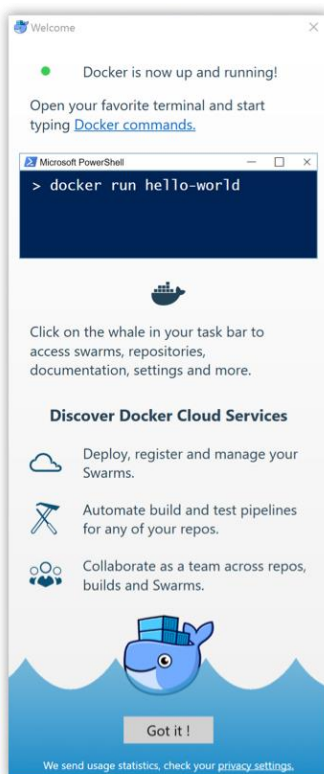 Welcome
Docker is now up and running!
Open your favorite terminal and start
typing Docker commands.
Microsoft PowerShell
> docker run hello-world
Click on the whale in your task bar to
access swarms, repositories,
documentation, settings and more.
Discover Docker Cloud Services
Deploy, register and manage your
Swarms.
Automate build and test pipelines
for any of your repos.
Collaborate as a team across repos,
builds and Swarms.
Got it !
We send usage statistics, check your privacy settings.